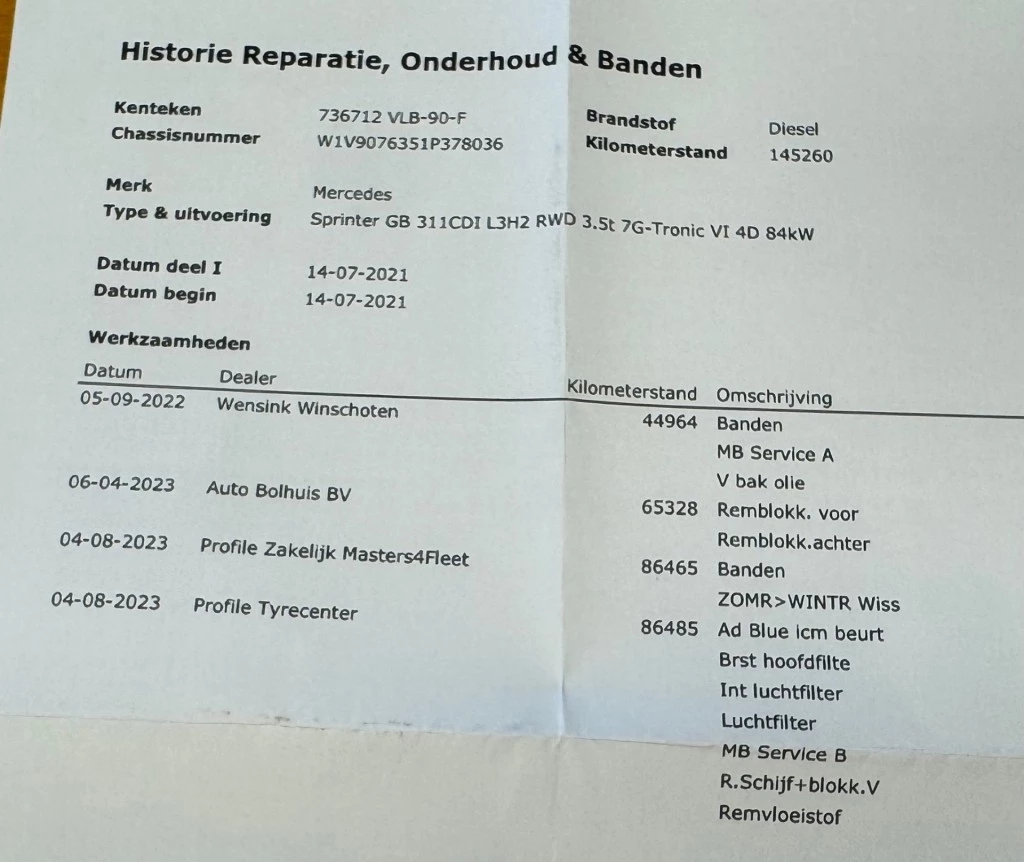 Historie Reparatie, Onderhoud & Banden
Kenteken 736712 VLB-90-F Brandstof Diesel
Chassisnummer W1V9076351P378036 Kilometerstand 145260
Merk Mercedes
Type & uitvoering Sprinter GB 311CDI L3H2 RWD 3.5t 7G-Tronic VI 4D 84kW
Datum deel I 14-07-2021
Datum begin 14-07-2021
Werkzaamheden
Datum Dealer Kilometerstand Omschrijving
05-09-2022 Wensink Winschoten 44964 Banden
MB Service A
V bak olie
06-04-2023 Auto Bolhuis BV 65328 Remblokk. voor
Remblokk.achter
04-08-2023 Profile Zakelijk Masters4Fleet 86465 Banden
ZOMR>WINTR Wiss
04-08-2023 Profile Tyrecenter 86485 Ad Blue icm beurt
Brst hoofdfilte
Int luchtfilter
Luchtfilter
MB Service B
R.Schijf+blokk.V
Remvloeistof